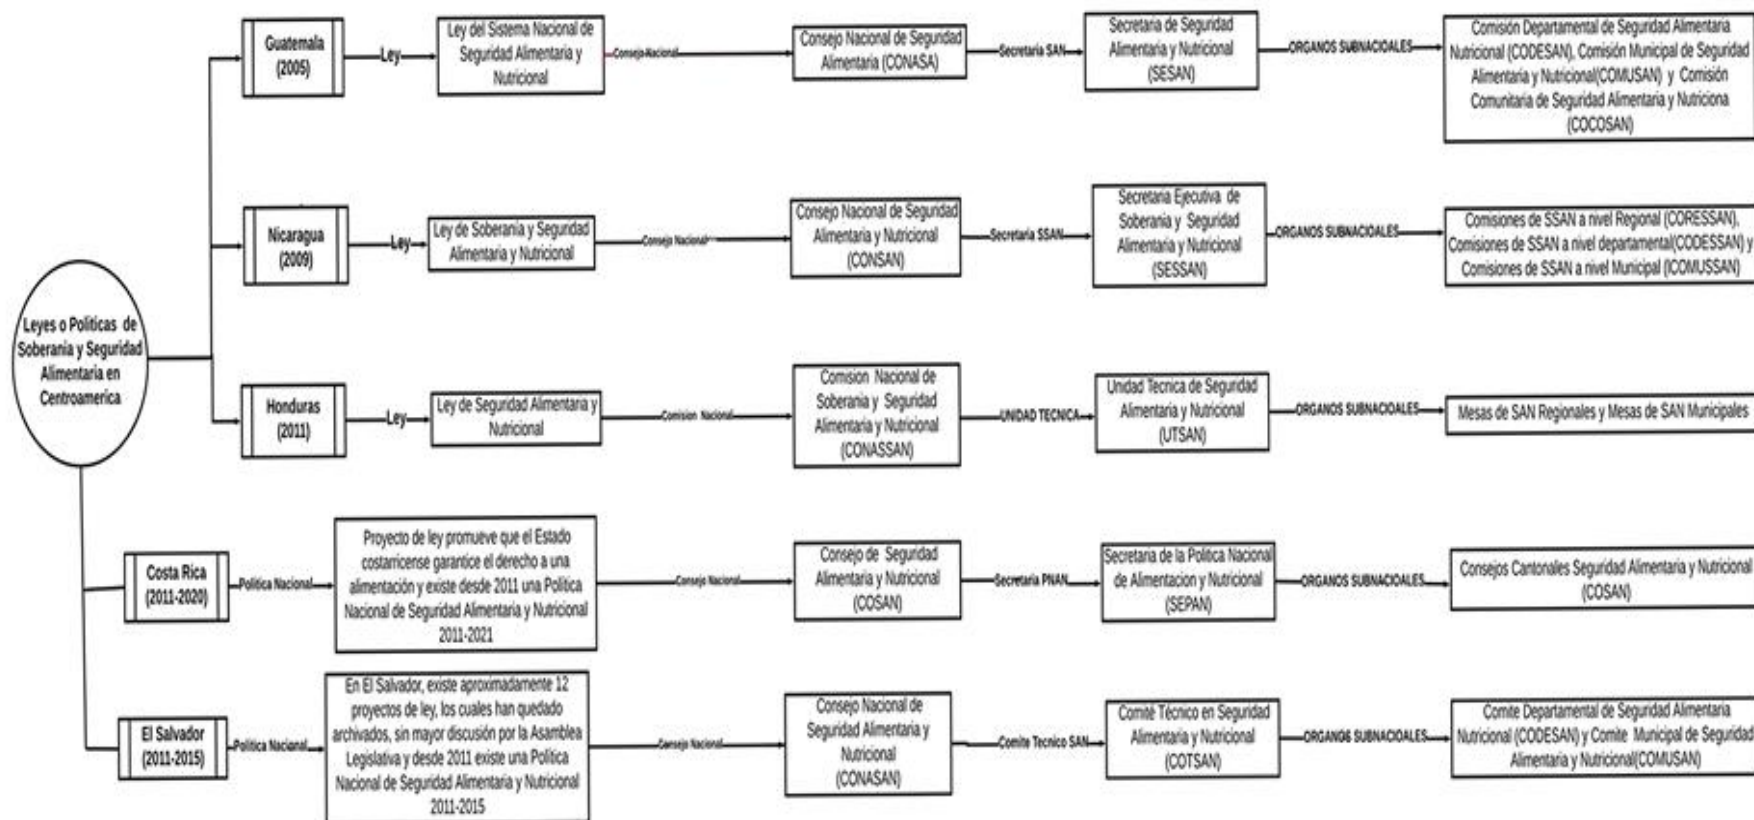 Leyes o Politicas de
Soberania y Seguridad
Alimentaria en
Centroamerica
Guatemala
(2005)
Ley
Ley del Sistema Nacional de
Seguridad Alimentaria y
Nutricional
Consejo Nacional
Consejo Nacional de Seguridad
Alimentaria (CONASA)
Secretaria SAN
Secretaria de Seguridad
Alimentaria y Nutricional
(SESAN)
ORGANOS SUBNACIOALES
Comisión Departamental de Seguridad Alimentaria
Nutricional (CODESAN), Comisión Municipal de Seguridad
Alimentaria y Nutricional(COMUSAN) y Comisión
Comunitaria de Seguridad Alimentaria y Nutriciona
(COCOSAN)
Nicaragua
(2009)
Ley
Ley de Soberania y Seguridad
Alimentaria y Nutricional
Consejo Nacional
Consejo Nacional de Seguridad
Alimentaria y Nutricional
(CONSAN)
Secretaria SSAN
Secretaria Ejecutiva de
Soberania y Seguridad
Alimentaria y Nutricional
(SESSAN)
ORGANOS SUBNACIOALES
Comisiones de SSAN a nivel Regional (CORESSAN),
Comisiones de SSAN a nivel departamental(CODESSAN) y
Comisiones de SSAN a nivel Municipal (ICOMUSSAN)
Honduras
(2011)
Ley
Ley de Seguridad Alimentaria y
Nutricional
Comision Nacional
Comision Nacional de
Soberania y Seguridad
Alimentaria y Nutricional
(CONASSAN)
UNIDAD TECNICA
Unidad Tecnica de Seguridad
Alimentaria y Nutricional
(UTSAN)
ORGANOS SUBNACIOALES
Mesas de SAN Regionales y Mesas de SAN Municipales
Costa Rica
(2011-2020)
Politica Nacional
Proyecto de ley promueve que el Estado
costarricense garantice el derecho a una
alimentación y existe desde 2011 una Política
Nacional de Seguridad Alimentaria y Nutricional
2011-2021
Consejo Nacional
Consejo de Seguridad
Alimentaria y Nutricional
(COSAN)
Secretaria PNAN
Secretaria de la Politica Nacional
de Alimentacion y Nutricional
(SEPAN)
ORGANOS SUBNACIOALES
Consejos Cantonales Seguridad Alimentaria y Nutricional
(COSAN)
El Salvador
(2011-2015)
Politica Nacional
En El Salvador, existe aproximadamente 12
proyectos de ley, los cuales han quedado
archivados, sin mayor discusión por la Asamblea
Legislativa y desde 2011 existe una Política
Nacional de Seguridad Alimentaria y Nutricional
2011-2015
Consejo Nacional
Consejo Nacional de
Seguridad Alimentaria y
Nutricional
(CONASAN)
Comite Tecnico SAN
Comité Técnico en Seguridad
Alimentaria y Nutricional
(COTSAN)
ORGANOS SUBNACIOALES
Comite Departamental de Seguridad Alimentaria
Nutricional (CODESAN) y Comite Municipal de Seguridad
Alimentaria y Nutricional(COMUSAN)